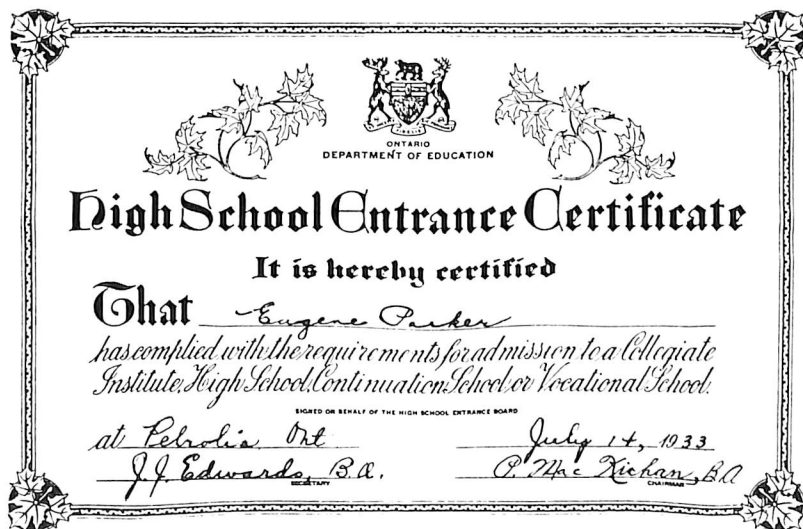 ONTARIO
DEPARTMENT OF EDUCATION
High School Entrance Certificate
It is hereby certified
That Eugene Parker
has complied with the requirements for admission to a Collegiate
Institute, High School, Continuation School or Vocational School.
SIGNED ON BEHALF OF THE HIGH SCHOOL ENTRANCE BOARD
at Petrolia Ont July 14, 1933
J. J. Edwards, B.A. P. Mac Kichan, B.A
SECRETARY CHAIRMAN